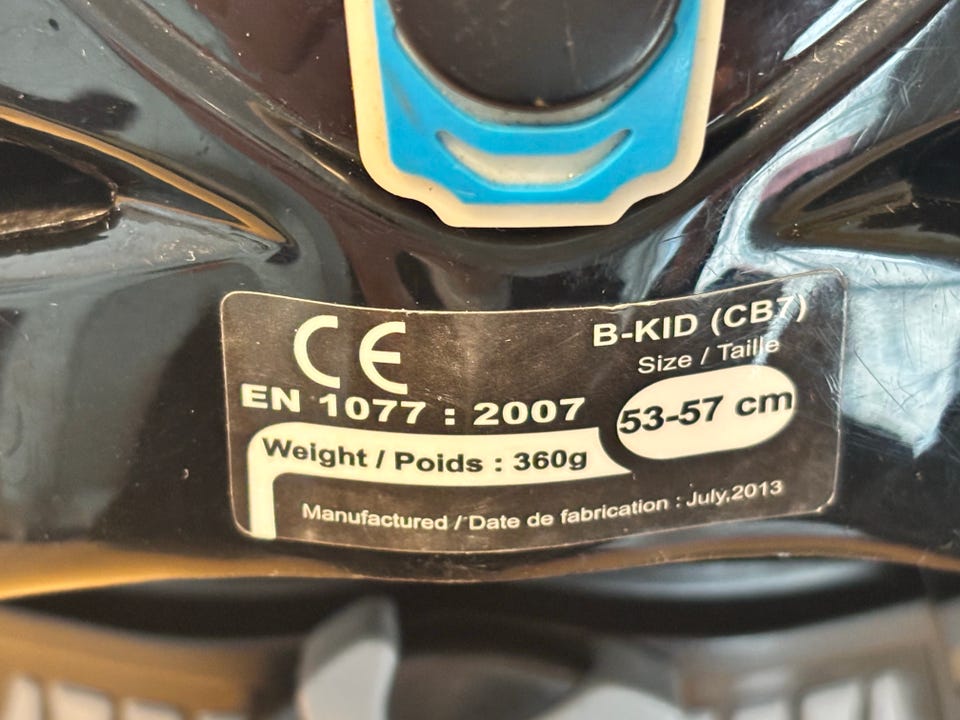 CE
B-KID (CB7)
Size / Taille
EN 1077 : 2007
53-57 cm
Weight / Poids : 360g
Manufactured / Date de fabrication : July,2013